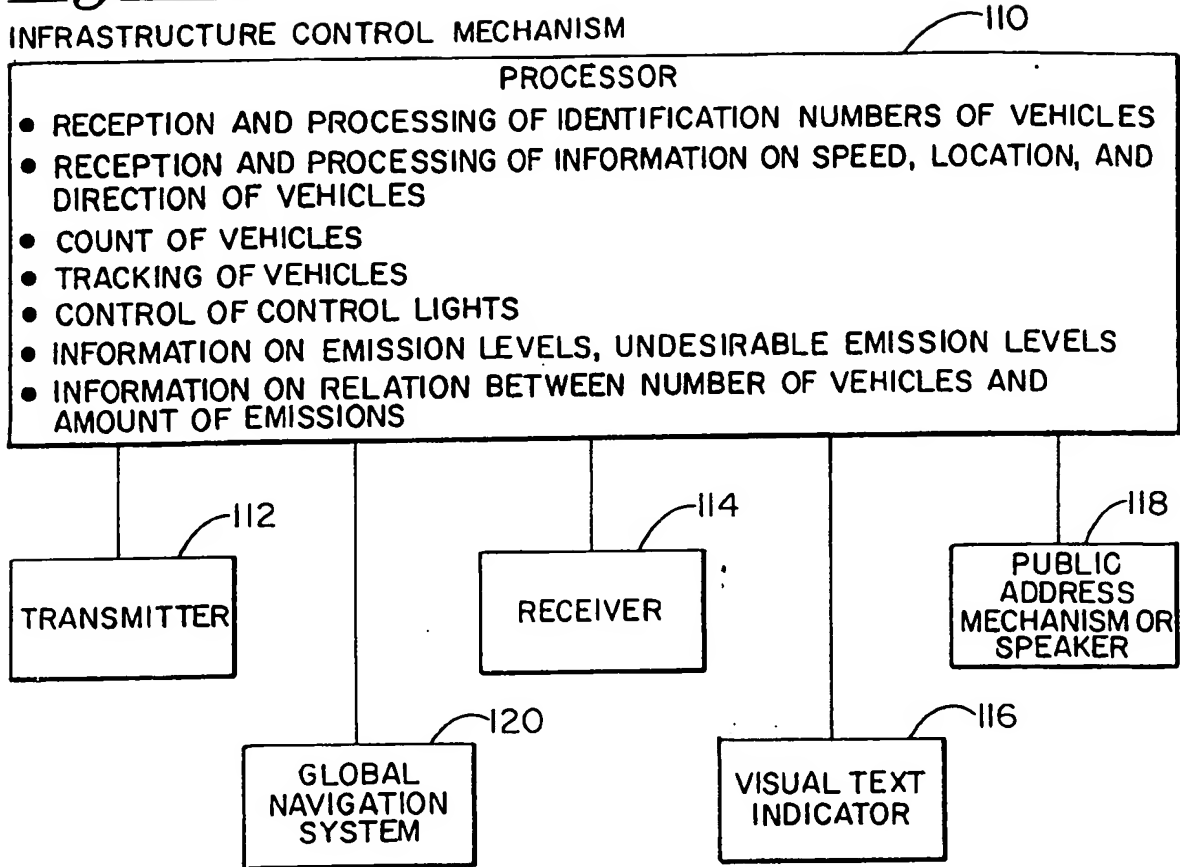 INFRASTRUCTURE CONTROL MECHANISM
110
PROCESSOR
• RECEPTION AND PROCESSING OF IDENTIFICATION NUMBERS OF VEHICLES
• RECEPTION AND PROCESSING OF INFORMATION ON SPEED, LOCATION, AND
DIRECTION OF VEHICLES
• COUNT OF VEHICLES
• TRACKING OF VEHICLES
• CONTROL OF CONTROL LIGHTS
• INFORMATION ON EMISSION LEVELS, UNDESIRABLE EMISSION LEVELS
• INFORMATION ON RELATION BETWEEN NUMBER OF VEHICLES AND
AMOUNT OF EMISSIONS
112
TRANSMITTER
114
RECEIVER
118
PUBLIC
ADDRESS
MECHANISM OR
SPEAKER
120
GLOBAL
NAVIGATION
SYSTEM
116
VISUAL TEXT
INDICATOR